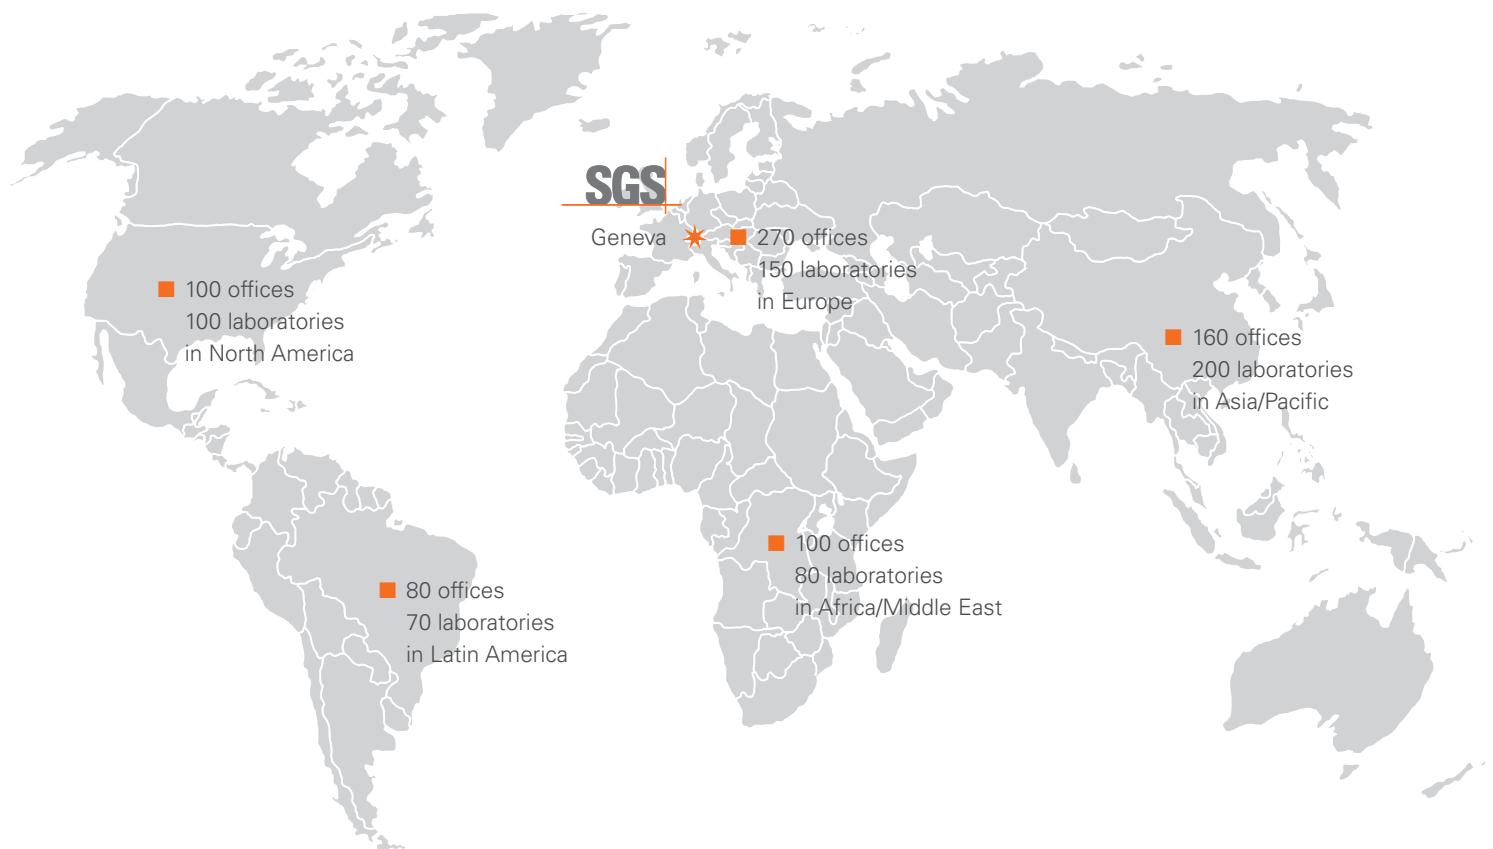 SGS
Geneva
270 offices
150 laboratories
in Europe
100 offices
100 laboratories
in North America
160 offices
200 laboratories
in Asia/Pacific
100 offices
80 laboratories
in Africa/Middle East
80 offices
70 laboratories
in Latin America